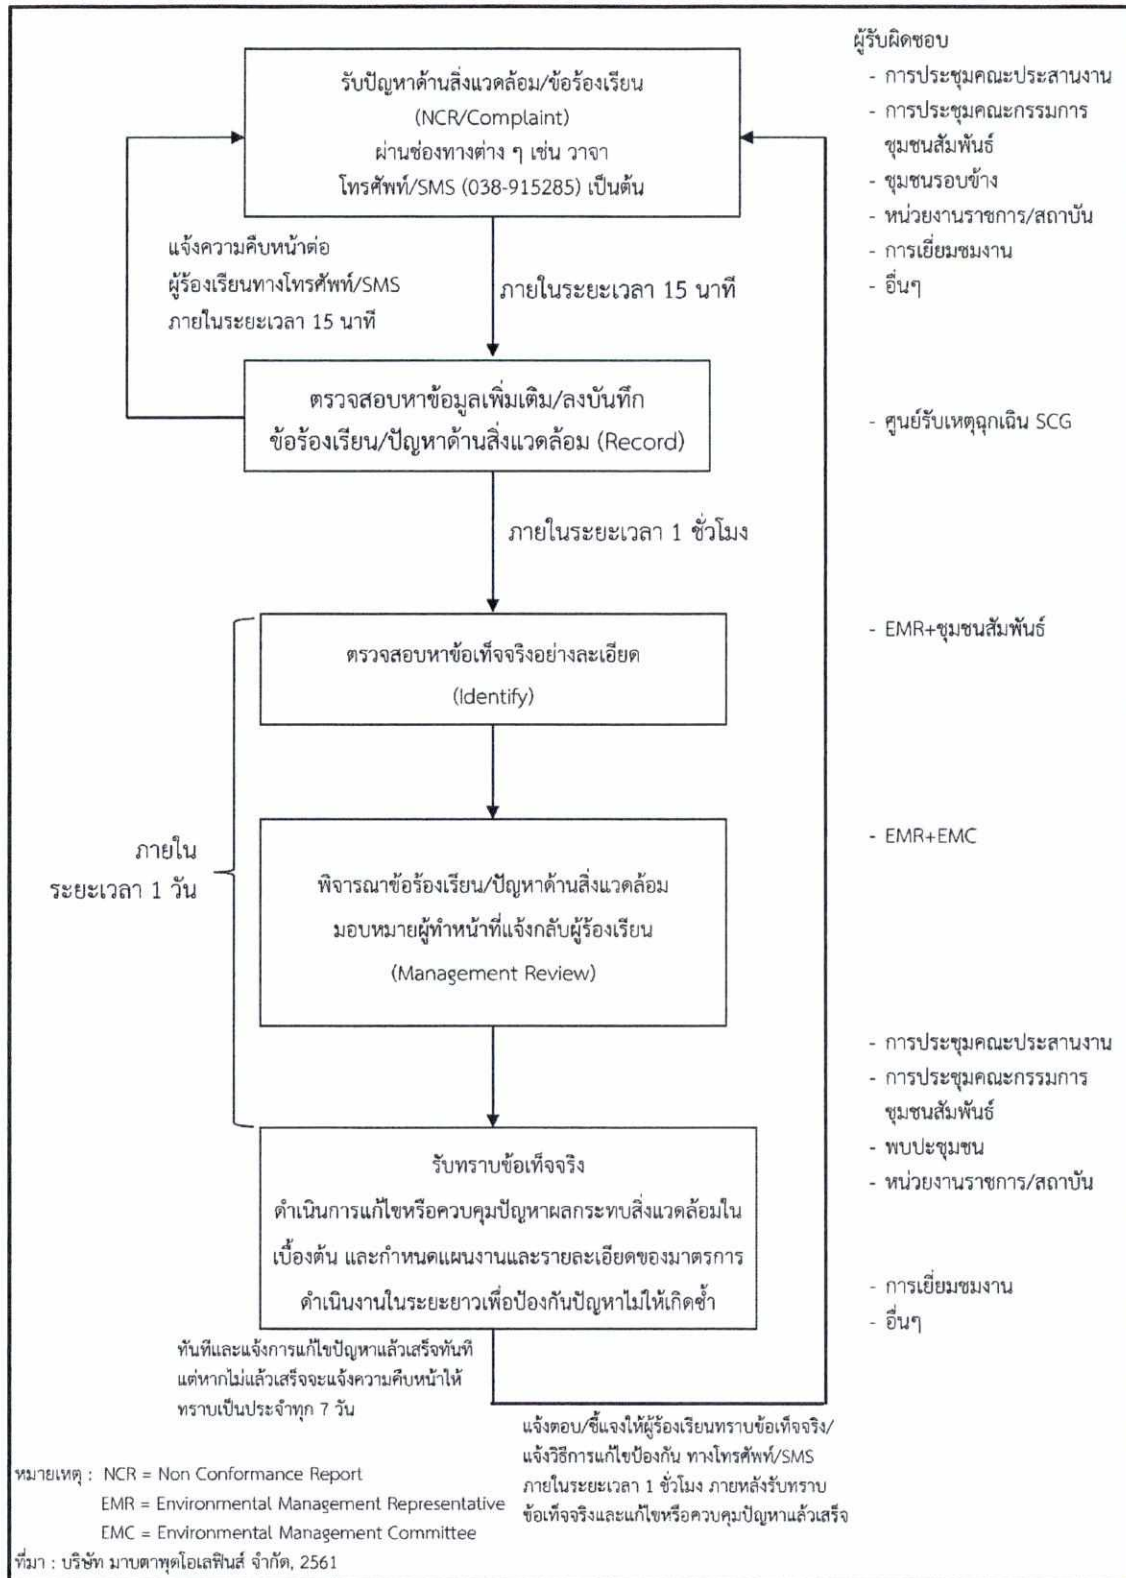 ผู้รับผิดชอบ
รับปัญหาด้านสิ่งแวดล้อม/ข้อร้องเรียน
(NCR/Complaint)
ผ่านช่องทางต่าง ๆ เช่น วาจา
โทรศัพท์/SMS (038-915285) เป็นต้น
- การประชุมคณะประสานงาน
- การประชุมคณะกรรมการ
ชุมชนสัมพันธ์
- ชุมชนรอบข้าง
- หน่วยงานราชการ/สถาบัน
- การเยี่ยมชมงาน
- อื่นๆ
แจ้งความคืบหน้าต่อ
ผู้ร้องเรียนทางโทรศัพท์/SMS
ภายในระยะเวลา 15 นาที
ภายในระยะเวลา 15 นาที
ตรวจสอบหาข้อมูลเพิ่มเติม/ลงบันทึก
ข้อร้องเรียน/ปัญหาด้านสิ่งแวดล้อม (Record)
- ศูนย์รับเหตุฉุกเฉิน SCG
ภายในระยะเวลา 1 ชั่วโมง
ตรวจสอบหาข้อเท็จจริงอย่างละเอียด
(Identify)
- EMR+ชุมชนสัมพันธ์
ภายใน
ระยะเวลา 1 วัน
พิจารณาข้อร้องเรียน/ปัญหาด้านสิ่งแวดล้อม
มอบหมายผู้ทำหน้าที่แจ้งกลับผู้ร้องเรียน
(Management Review)
- EMR+EMC
รับทราบข้อเท็จจริง
ดำเนินการแก้ไขหรือควบคุมปัญหาผลกระทบสิ่งแวดล้อมใน
เบื้องต้น และกำหนดแผนงานและรายละเอียดของมาตรการ
ดำเนินงานในระยะยาวเพื่อป้องกันปัญหาไม่ให้เกิดซ้ำ
- การประชุมคณะประสานงาน
- การประชุมคณะกรรมการ
ชุมชนสัมพันธ์
- พบปะชุมชน
- หน่วยงานราชการ/สถาบัน
- การเยี่ยมชมงาน
- อื่นๆ
ทันทีและแจ้งการแก้ไขปัญหาแล้วเสร็จทันที
แต่หากไม่แล้วเสร็จจะแจ้งความคืบหน้าให้
ทราบเป็นประจำทุก 7 วัน
แจ้งตอบ/ชี้แจงให้ผู้ร้องเรียนทราบข้อเท็จจริง/
แจ้งวิธีการแก้ไขป้องกัน ทางโทรศัพท์/SMS
ภายในระยะเวลา 1 ชั่วโมง ภายหลังรับทราบ
ข้อเท็จจริงและแก้ไขหรือควบคุมปัญหาแล้วเสร็จ
หมายเหตุ : NCR = Non Conformance Report
EMR = Environmental Management Representative
EMC = Environmental Management Committee
ที่มา : บริษัท มาบตาพุดโอเลฟินส์ จำกัด, 2561